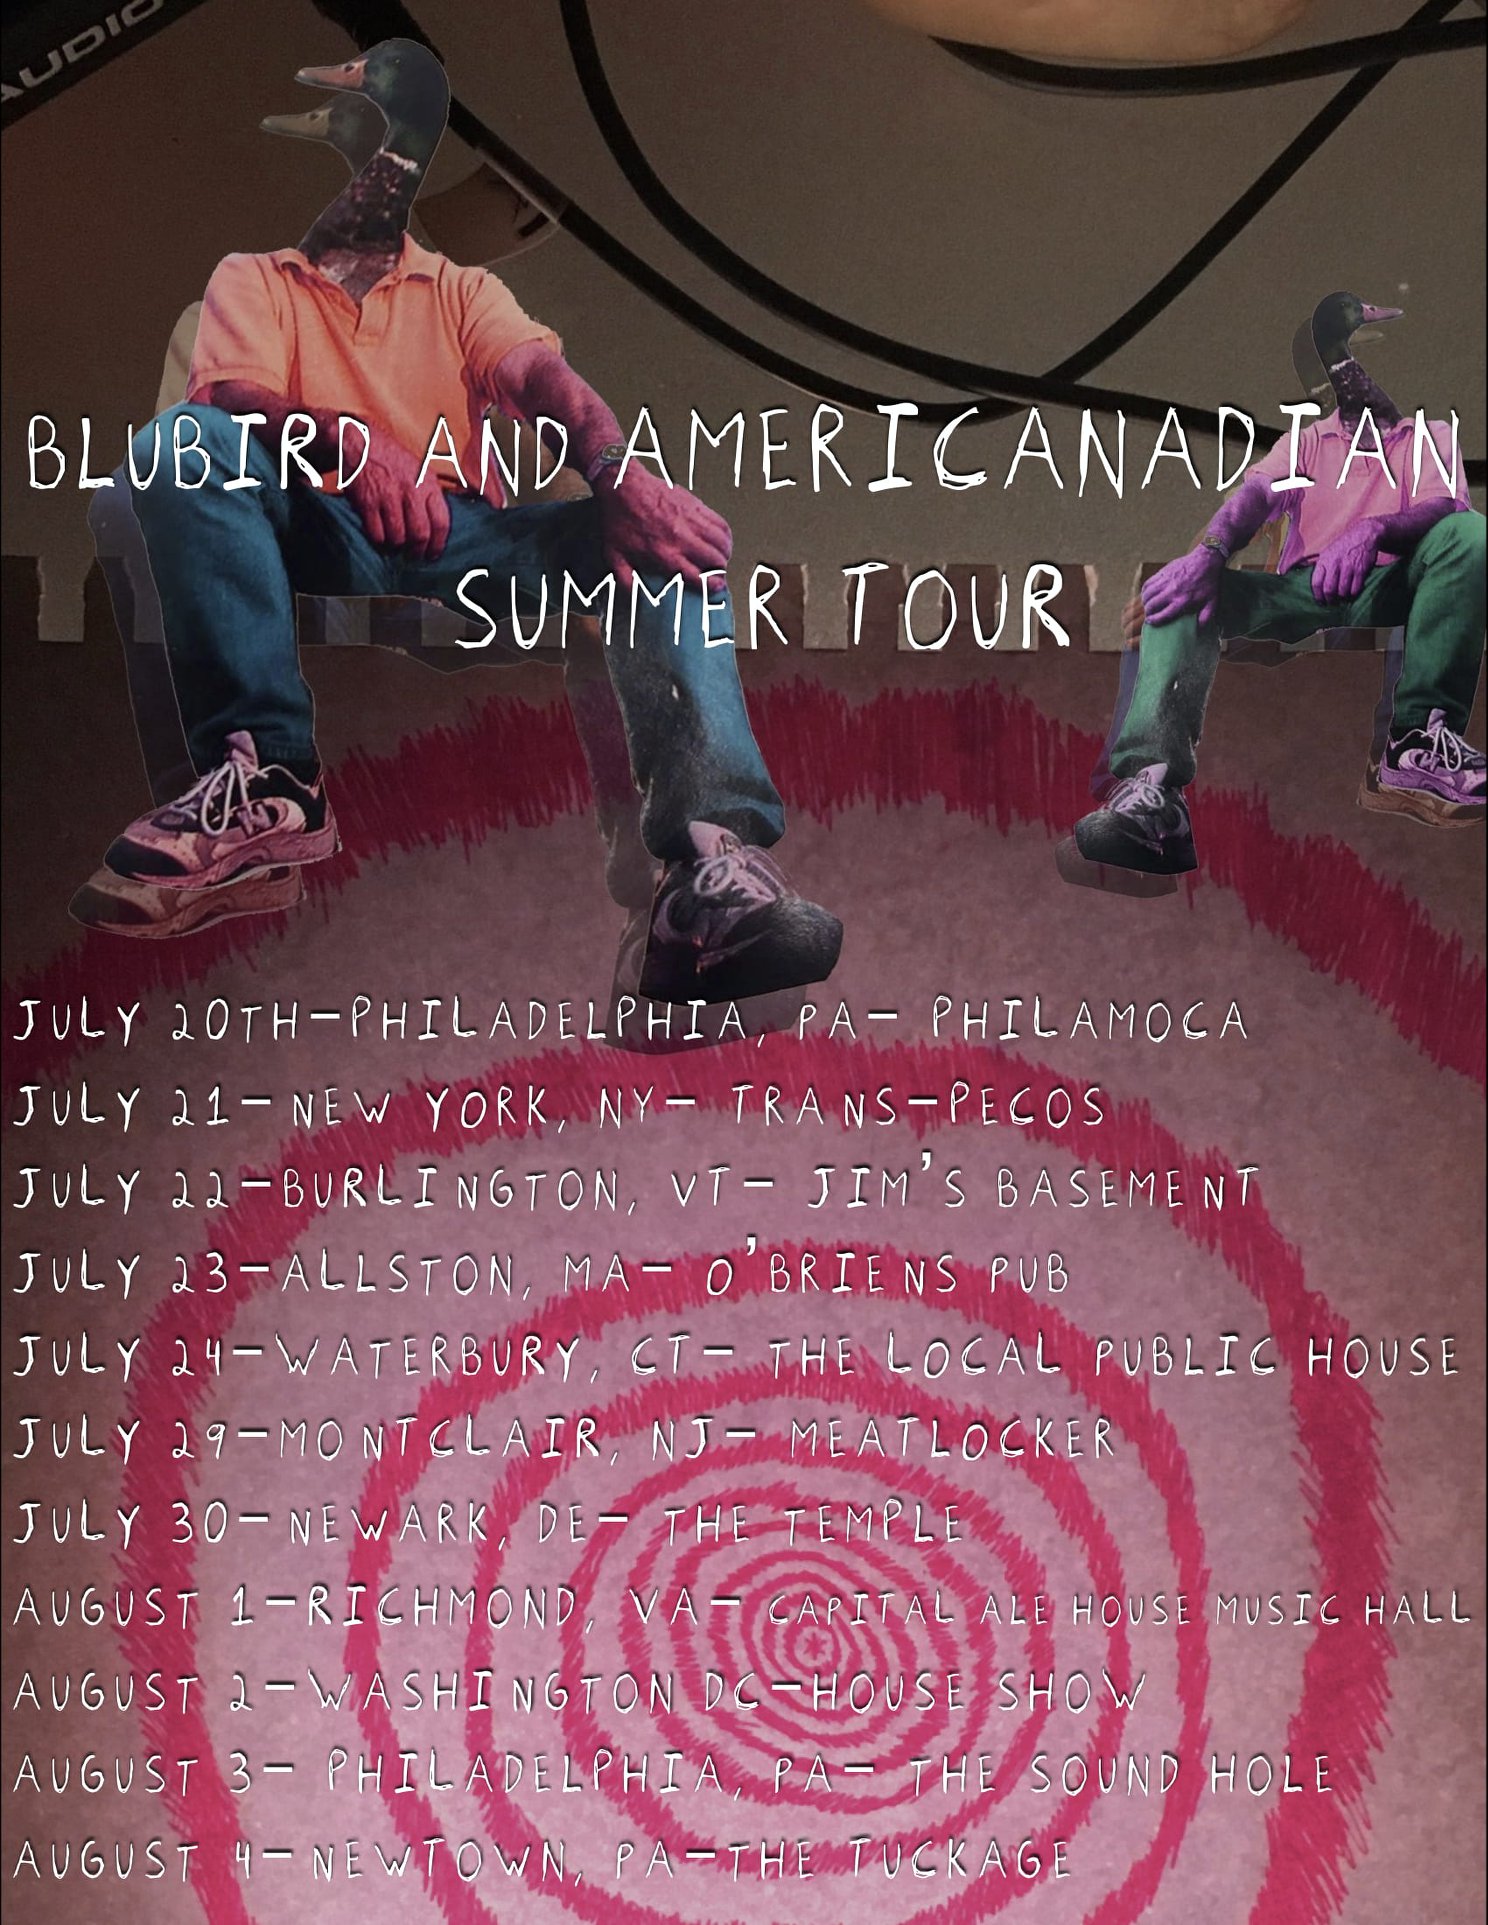 AUDIO
BLUBIRD AND AMERICANADIAN
SUMMER TOUR
JULY 20TH-PHILADELPHIA, PA- PHILAMOCA
JULY 21- NEW YORK, NY- TRANS-PECOS
JULY 22-BURLINGTON, VT- JIM'S BASEMENT
JULY 23-ALLSTON, MA- O'BRIENS PUB
JULY 24-WATERBURY, CT- THE LOCAL PUBLIC HOUSE
JULY 29-MONTCLAIR, NJ- MEATLOCKER
JULY 30- NEWARK, DE- THE TEMPLE
AUGUST 1-RICHMOND, VA- CAPITAL ALE HOUSE MUSIC HALL
AUGUST 2-WASHINGTON DC-HOUSE SHOW
AUGUST 3- PHILADELPHIA, PA- THE SOUND HOLE
AUGUST 4- NEWTOWN, PA-THE TUCKAGE